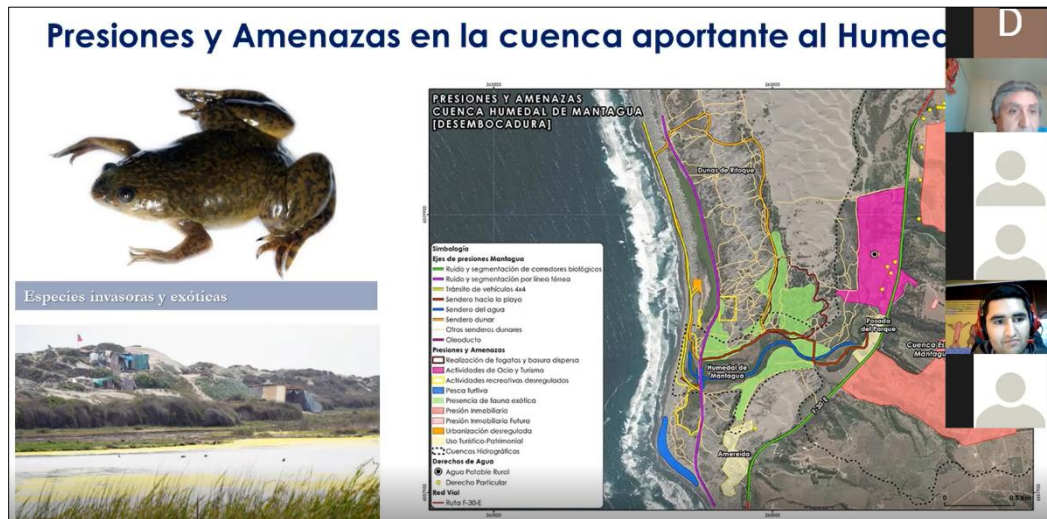 Presiones y Amenazas en la cuenca aportante al Humed
D
Especies invasoras y exóticas
PRESIONES Y AMENAZAS
CUENCA HUMEDAL DE MANTAGUA
[DESEMBOCADURA]
Dunas de Ritoque
Posada
del Parque
Humedal de
Mantagua
Cuenca Es
Mantagu
F-30-E
Amereida
Simbología
Ejes de presiones Mantagua
Ruido y segmentación de corredores biológicos
Ruido y segmentación por línea férrea
Tránsito de vehículos 4x4
Sendero hacia la playa
Sendero del agua
Sendero dunar
Otros senderos dunares
Oleoducto
Presiones y Amenazas
Realización de fogatas y basura dispersa
Actividades de Ocio y Turismo
Actividades recreativas desreguladas
Pesca furtiva
Presencia de fauna exótica
Presión inmobiliaria
Presión Inmobiliaria Futura
Urbanización desregulada
Uso Turístico-Patrimonial
Cuencas Hidrográficas
Derechos de Agua
Agua Potable Rural
Derecho Particular
Red Vial
Ruta F-30-E